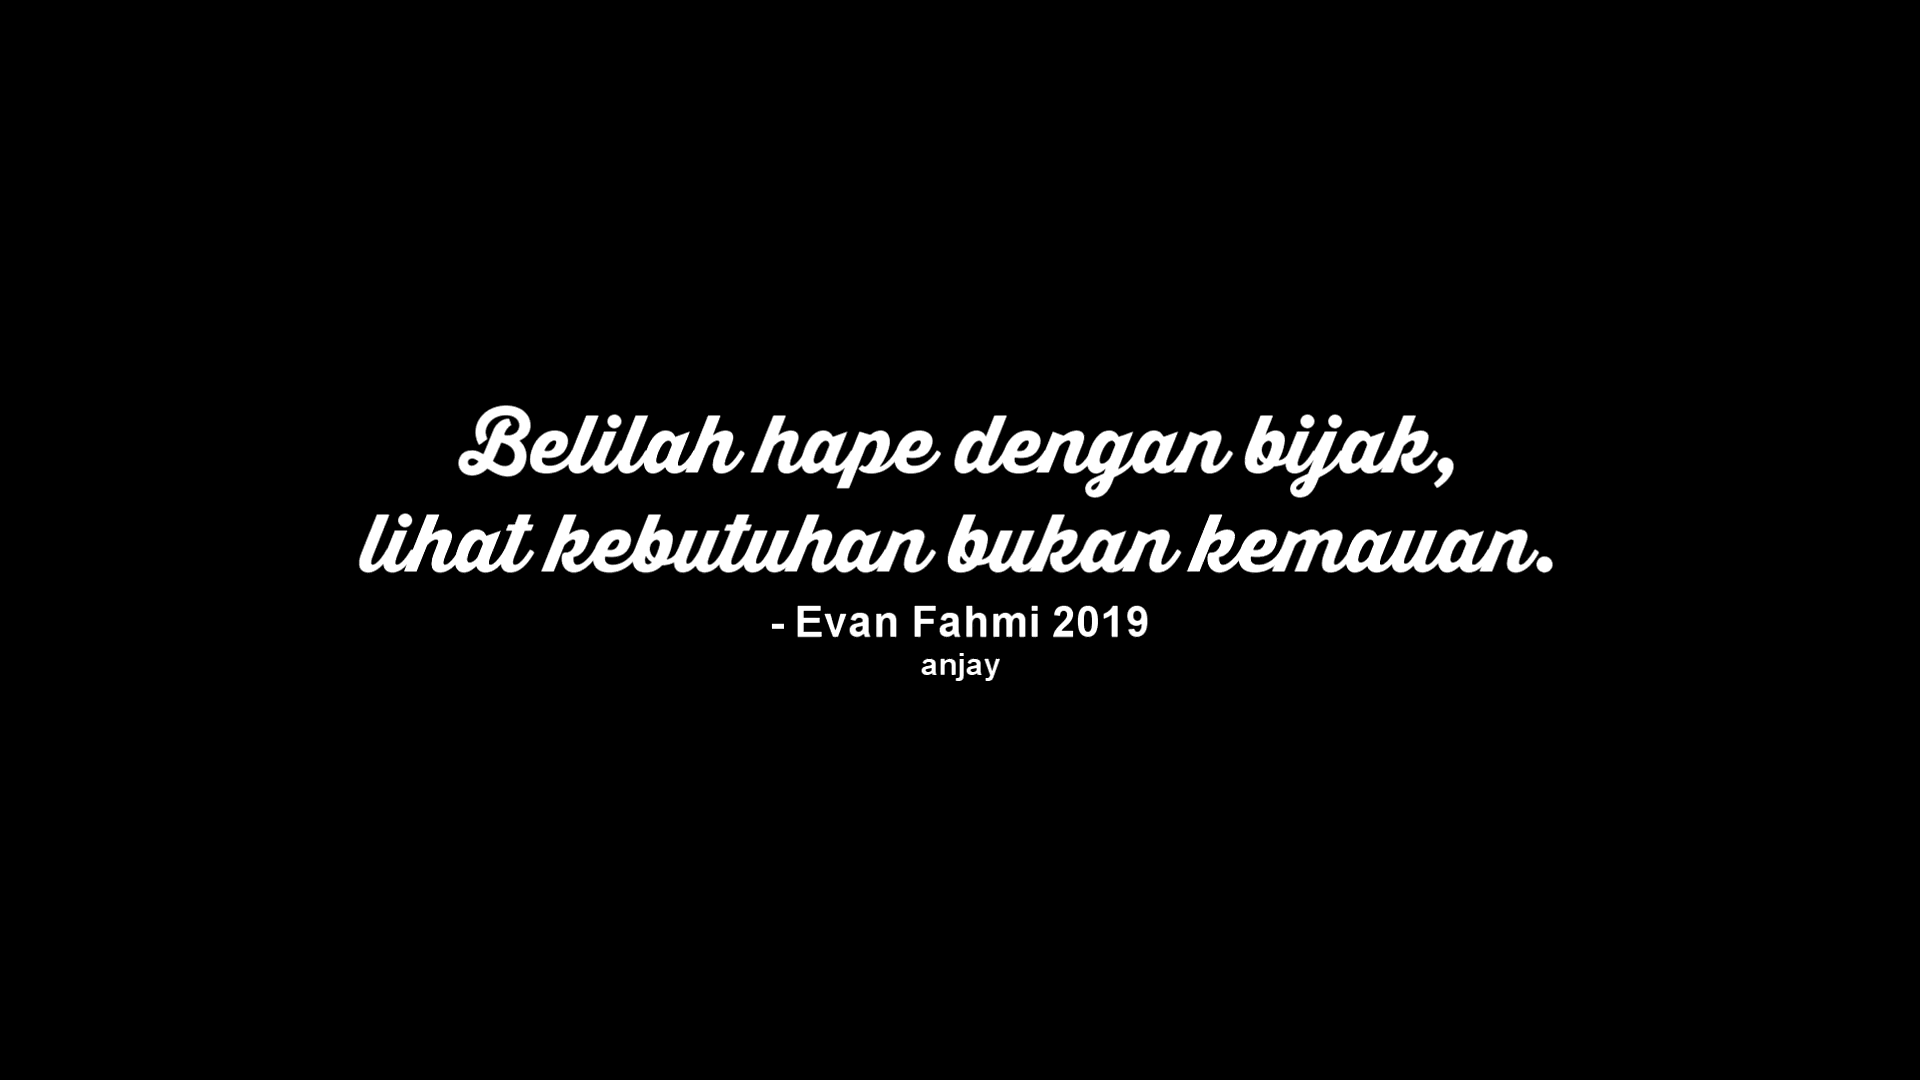 Belilah hape dengan bijak,
lihat kebutuhan bukan kemauan.
- Evan Fahmi 2019
anjay